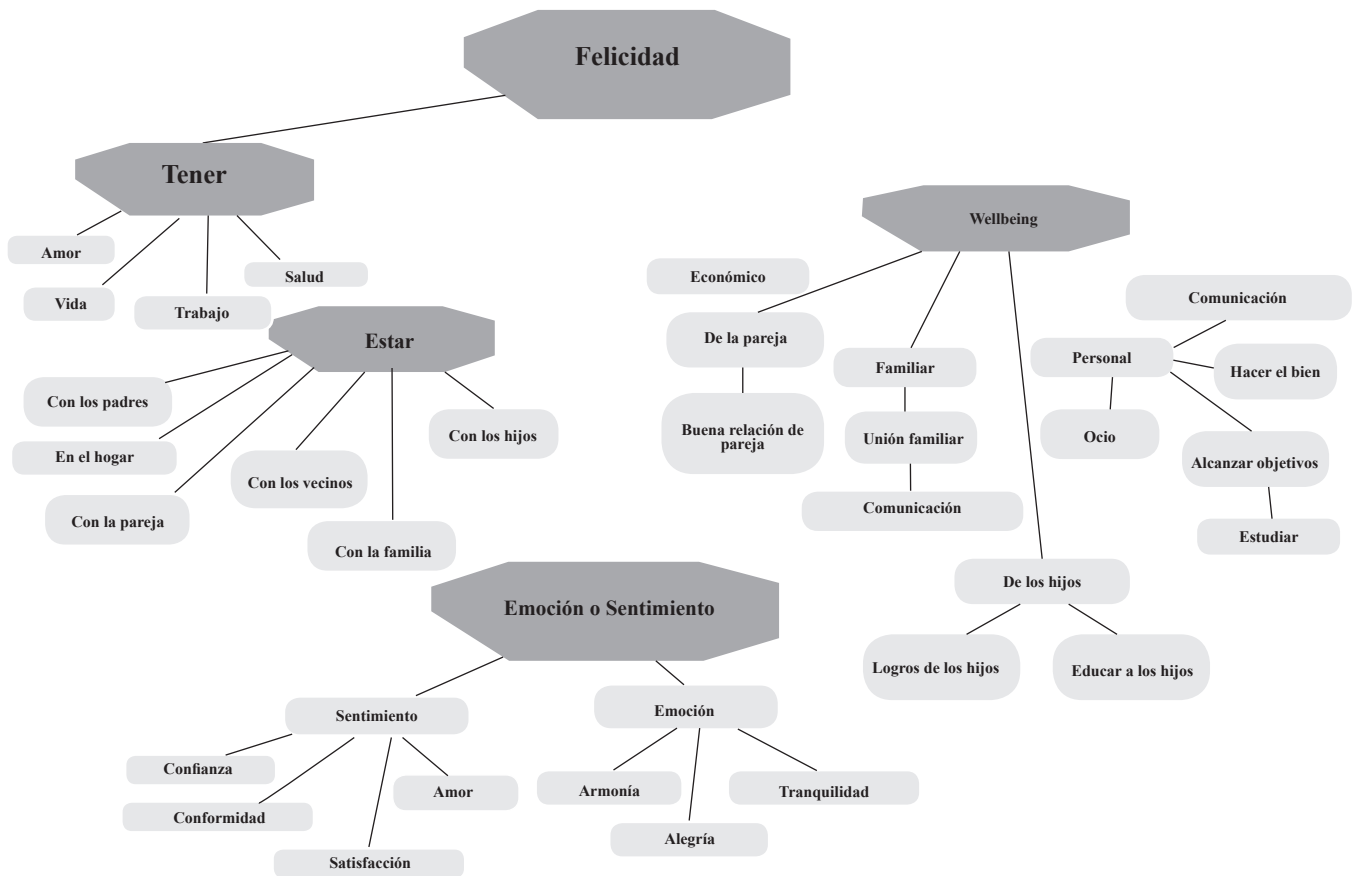 Felicidad
Tener
Amor
Vida
Trabajo
Salud
Estar
Con los padres
En el hogar
Con la pareja
Con los vecinos
Con la familia
Con los hijos
Wellbeing
Económico
De la pareja
Buena relación de
pareja
Familiar
Unión familiar
Comunicación
Personal
Comunicación
Hacer el bien
Ocio
Alcanzar objetivos
Estudiar
De los hijos
Logros de los hijos
Educar a los hijos
Emoción o Sentimiento
Sentimiento
Confianza
Conformidad
Satisfacción
Amor
Emoción
Armonía
Alegría
Tranquilidad